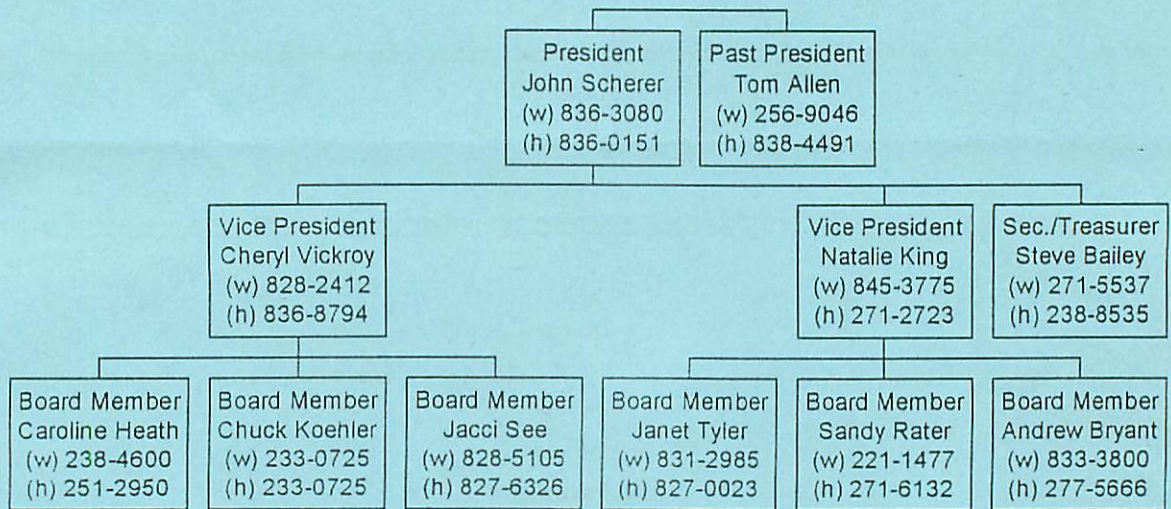 President
John Scherer
(w) 836-3080
(h) 836-0151
Past President
Tom Allen
(w) 256-9046
(h) 838-4491
Vice President
Cheryl Vickroy
(w) 828-2412
(h) 836-8794
Vice President
Natalie King
(w) 845-3775
(h) 271-2723
Sec./Treasurer
Steve Bailey
(w) 271-5537
(h) 238-8535
Board Member
Caroline Heath
(w) 238-4600
(h) 251-2950
Board Member
Chuck Koehler
(w) 233-0725
(h) 233-0725
Board Member
Jacci See
(w) 828-5105
(h) 827-6326
Board Member
Janet Tyler
(w) 831-2985
(h) 827-0023
Board Member
Sandy Rater
(w) 221-1477
(h) 271-6132
Board Member
Andrew Bryant
(w) 833-3800
(h) 277-5666